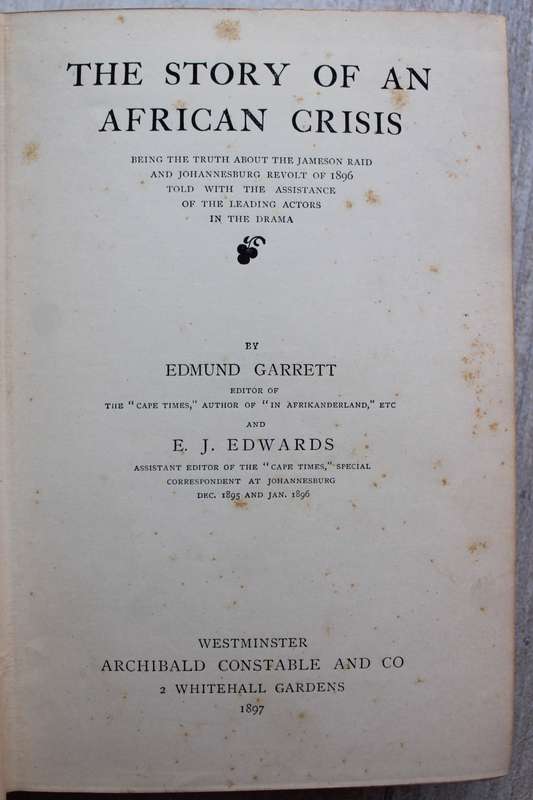 THE STORY OF AN
AFRICAN CRISIS
BEING THE TRUTH ABOUT THE JAMESON RAID
AND JOHANNESBURG REVOLT OF 1896
TOLD WITH THE ASSISTANCE
OF THE LEADING ACTORS
IN THE DRAMA
BY
EDMUND GARRETT
EDITOR OF
THE "CAPE TIMES," AUTHOR OF "IN AFRIKANDERLAND," ETC
AND
E. J. EDWARDS
ASSISTANT EDITOR OF THE "CAPE TIMES," SPECIAL
CORRESPONDENT AT JOHANNESBURG
DEC. 1895 AND JAN. 1896
WESTMINSTER
ARCHIBALD CONSTABLE AND CO
2 WHITEHALL GARDENS
1897